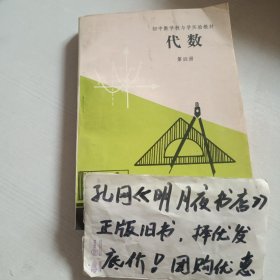 初中数学教与学实验教材
代数
第四册
孔网《明月夜书店》
正版旧书，择优发
底价！团购优惠